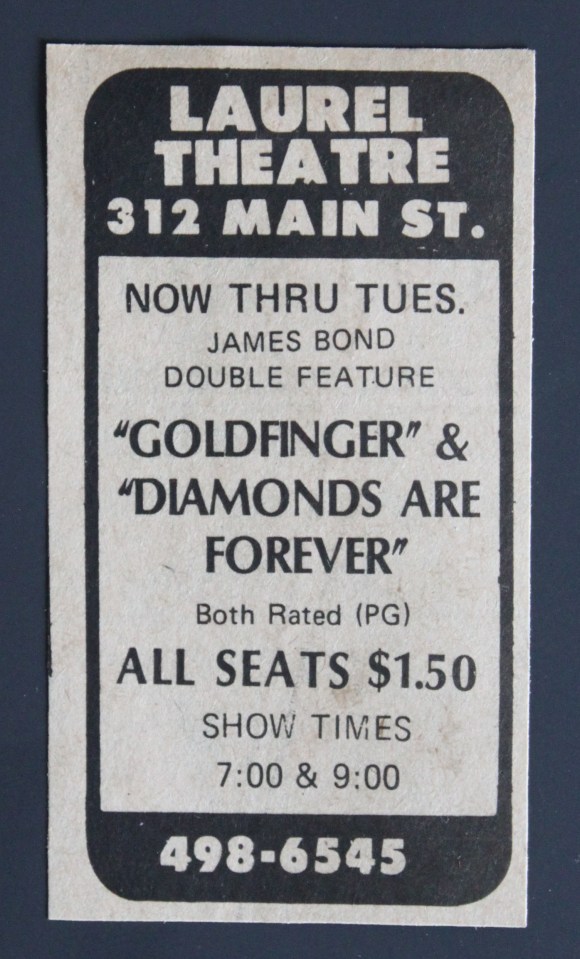 LAUREL
THEATRE
312 MAIN ST.
NOW THRU TUES.
JAMES BOND
DOUBLE FEATURE
"GOLDFINGER" &
"DIAMONDS ARE
FOREVER"
Both Rated (PG)
ALL SEATS $1.50
SHOW TIMES
7:00 & 9:00
498-6545